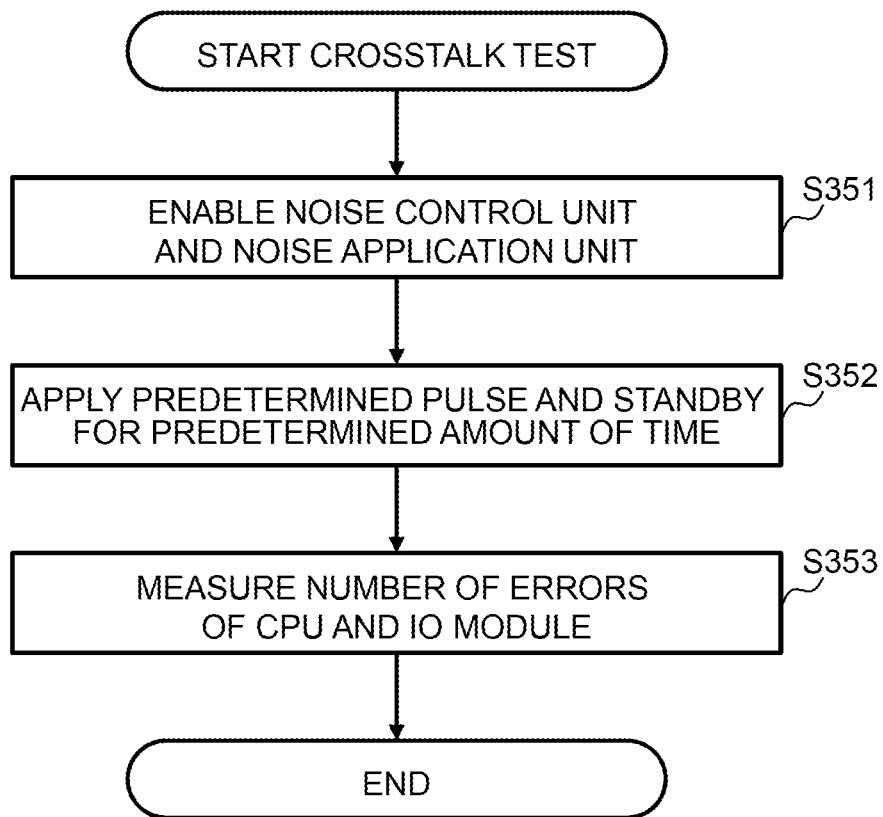 START CROSSTALK TEST
S351
ENABLE NOISE CONTROL UNIT
AND NOISE APPLICATION UNIT
S352
APPLY PREDETERMINED PULSE AND STANDBY
FOR PREDETERMINED AMOUNT OF TIME
S353
MEASURE NUMBER OF ERRORS
OF CPU AND IO MODULE
END